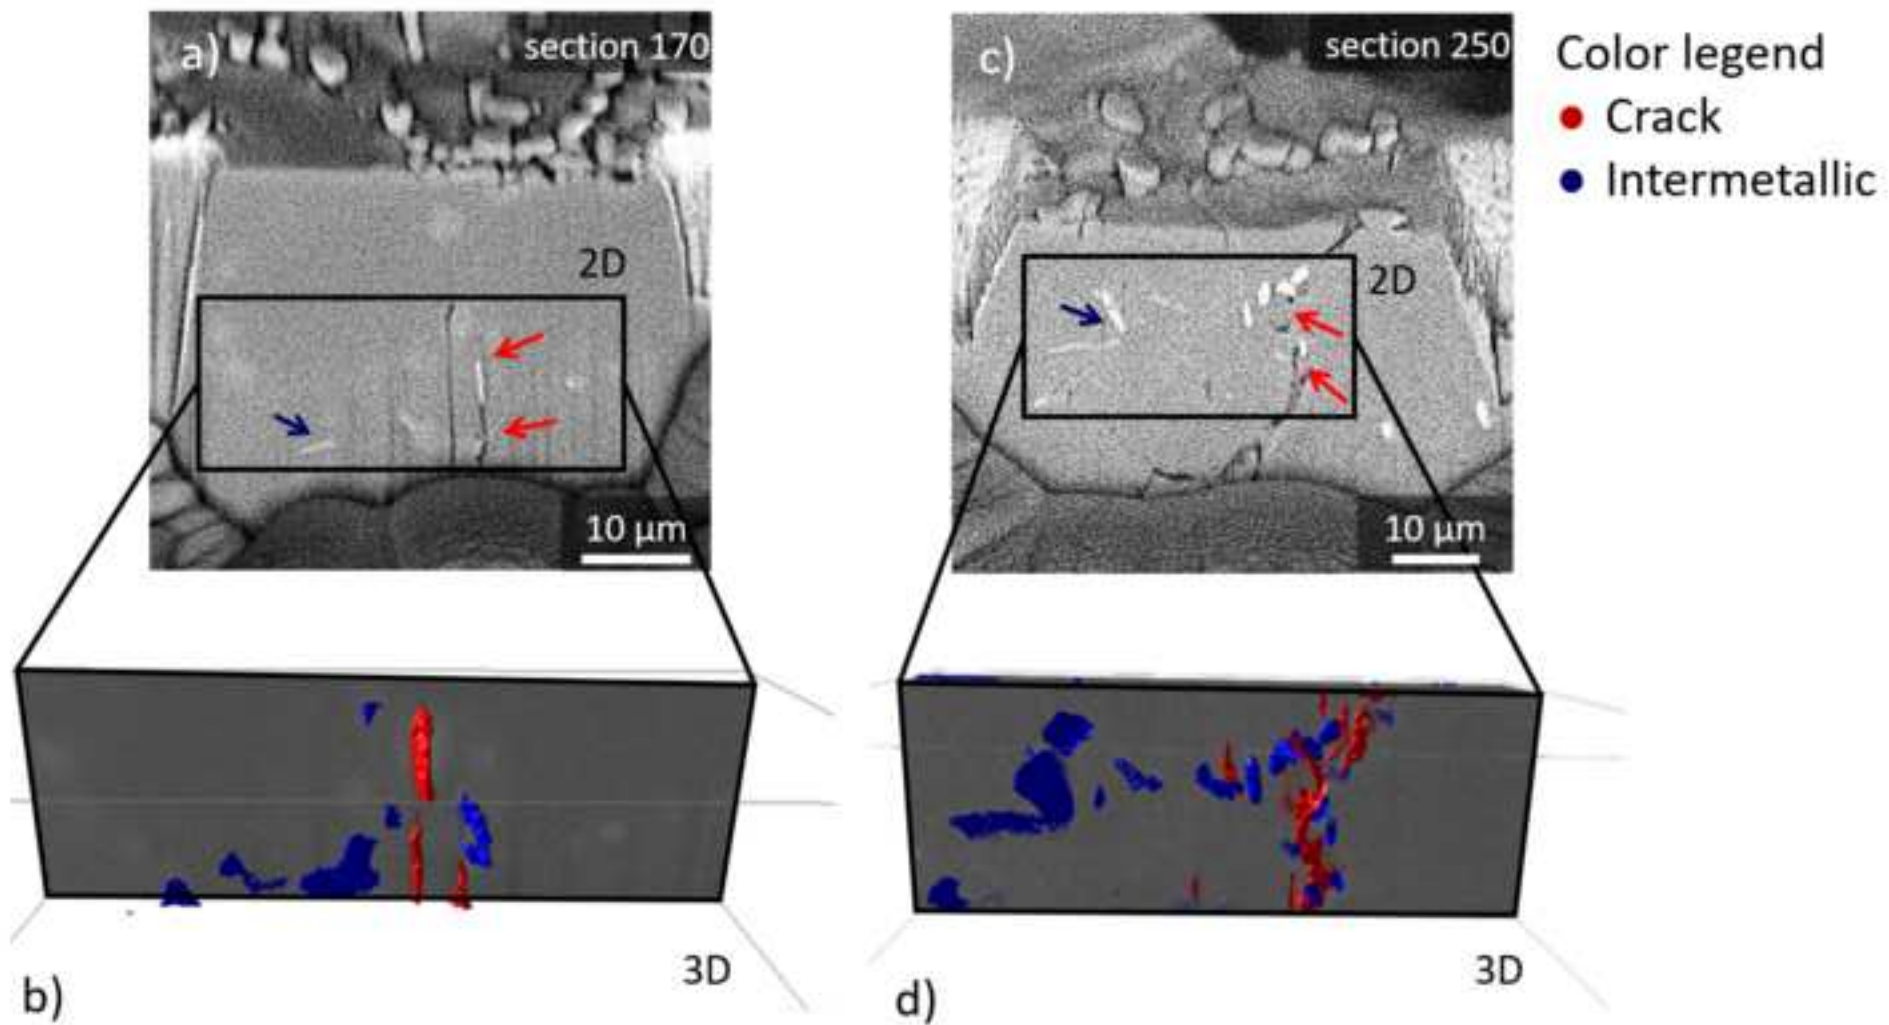 a)
section 170
2D
10 µm
c)
section 250
2D
10 µm
Color legend
Crack
Intermetallic
b)
3D
d)
3D